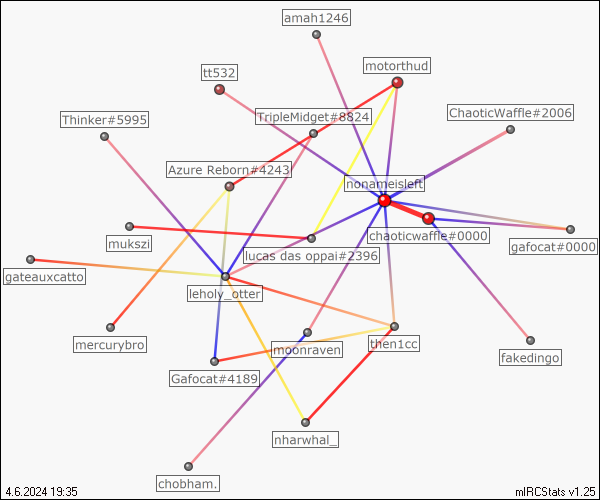 amah1246
motorthud
tt532
ChaoticWaffle#2006
TripleMidget#8824
Thinker#5995
Azure Reborn#4243
nonameisleft
mukszi
chaoticwaffle#0000
gafocat#0000
lucas das oppai#2396
gateauxcatto
leholy_otter
mercurybro
moonraven
then1cc
fakedingo
Gafocat#4189
nharwhal_
chobham.
4.6.2024 19:35
mIRCStats v1.25